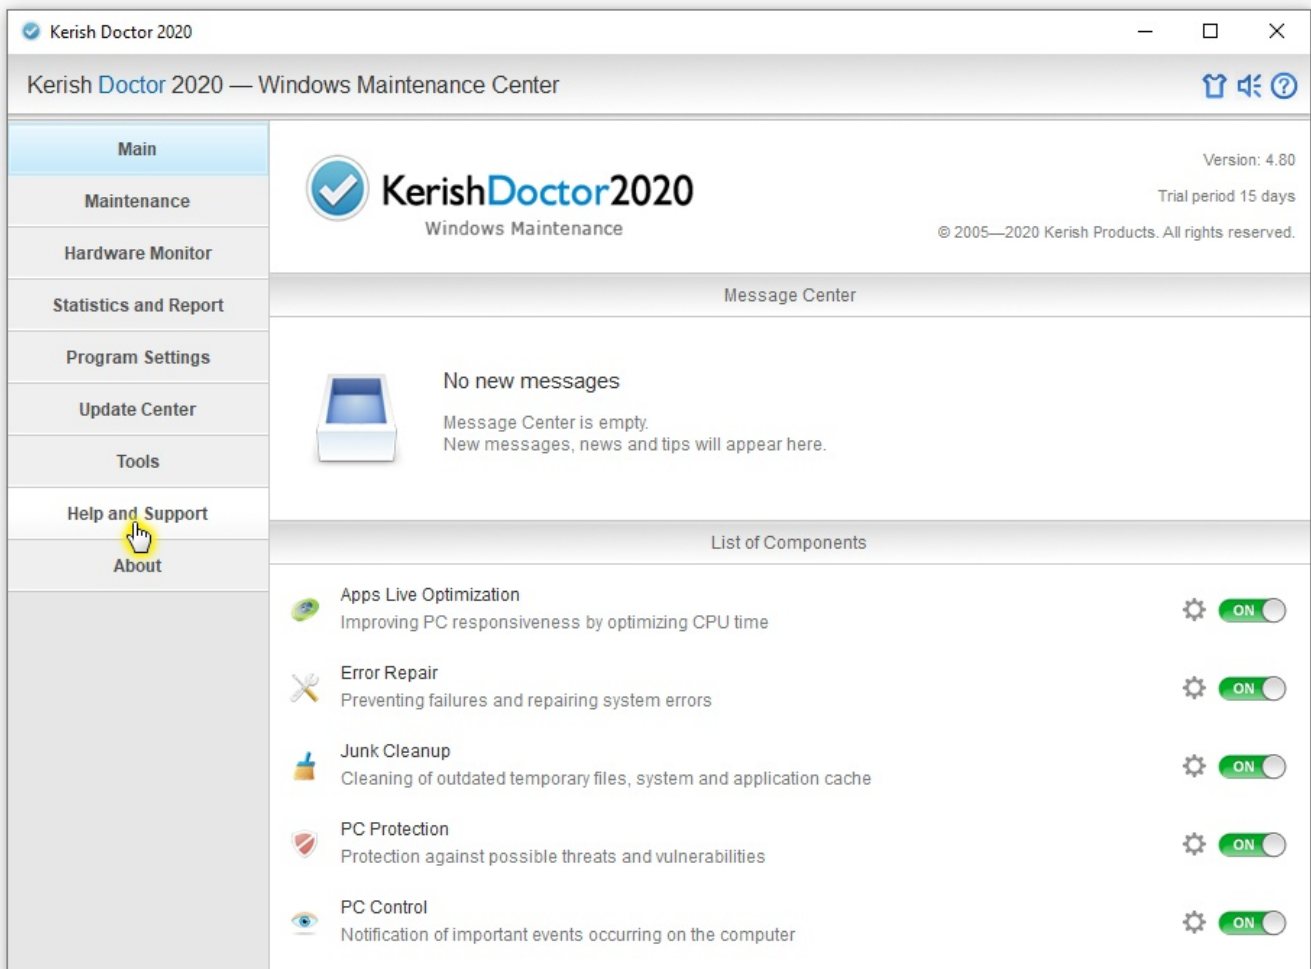 Kerish Doctor 2020
Kerish Doctor 2020 — Windows Maintenance Center
Main
Maintenance
Hardware Monitor
Statistics and Report
Program Settings
Update Center
Tools
Help and Support
About
KerishDoctor2020
Windows Maintenance
Version: 4.80
Trial period 15 days
© 2005—2020 Kerish Products. All rights reserved.
Message Center
No new messages
Message Center is empty.
New messages, news and tips will appear here.
List of Components
Apps Live Optimization
Improving PC responsiveness by optimizing CPU time
ON
Error Repair
Preventing failures and repairing system errors
ON
Junk Cleanup
Cleaning of outdated temporary files, system and application cache
ON
PC Protection
Protection against possible threats and vulnerabilities
ON
PC Control
Notification of important events occurring on the computer
ON